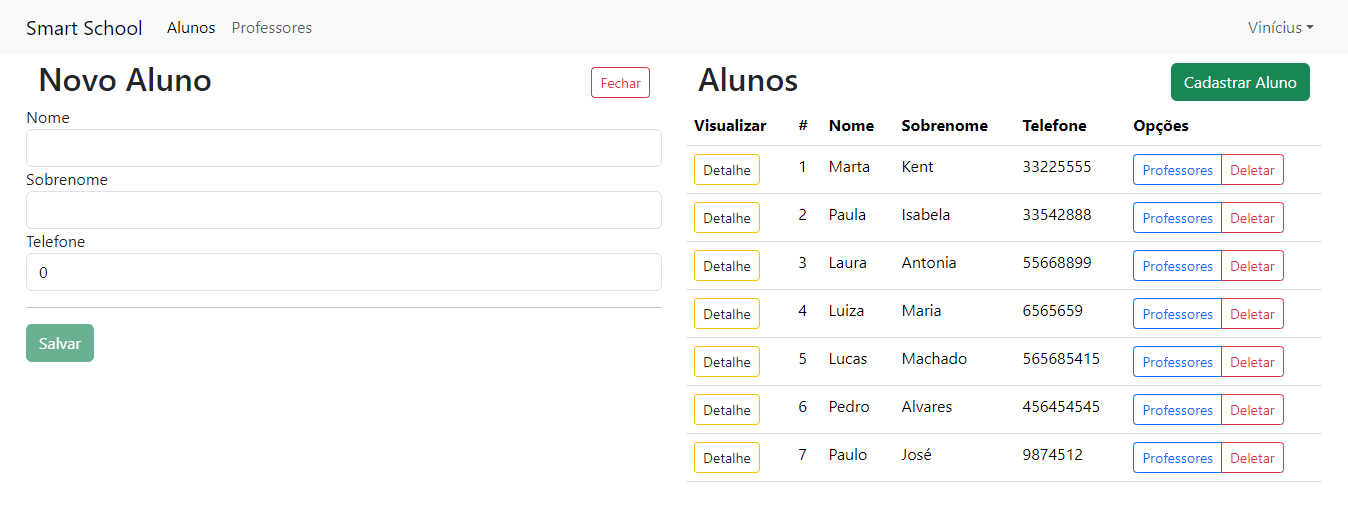 Smart School Alunos Professores Vinícius
Novo Aluno Fechar
Nome
Sobrenome
Telefone
0
Salvar
Alunos Cadastrar Aluno
Visualizar # Nome Sobrenome Telefone Opções
Detalhe 1 Marta Kent 33225555 Professores Deletar
Detalhe 2 Paula Isabela 33542888 Professores Deletar
Detalhe 3 Laura Antonia 55668899 Professores Deletar
Detalhe 4 Luiza Maria 6565659 Professores Deletar
Detalhe 5 Lucas Machado 565685415 Professores Deletar
Detalhe 6 Pedro Alvares 456454545 Professores Deletar
Detalhe 7 Paulo José 9874512 Professores Deletar